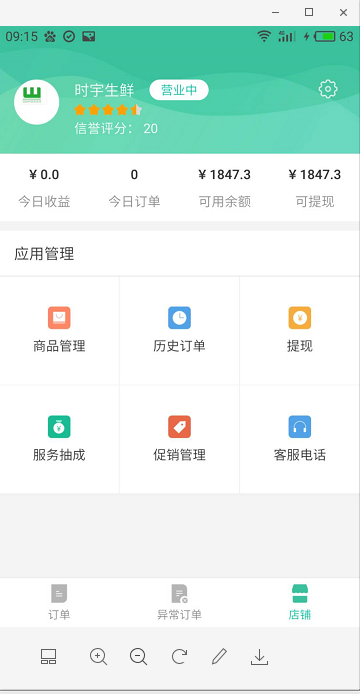 09:15 4G 63
时宇生鲜 营业中
信誉评分： 20
¥ 0.0 0 ¥ 1847.3 ¥ 1847.3
今日收益 今日订单 可用余额 可提现
应用管理
商品管理 历史订单 提现
服务抽成 促销管理 客服电话
订单 异常订单 店铺